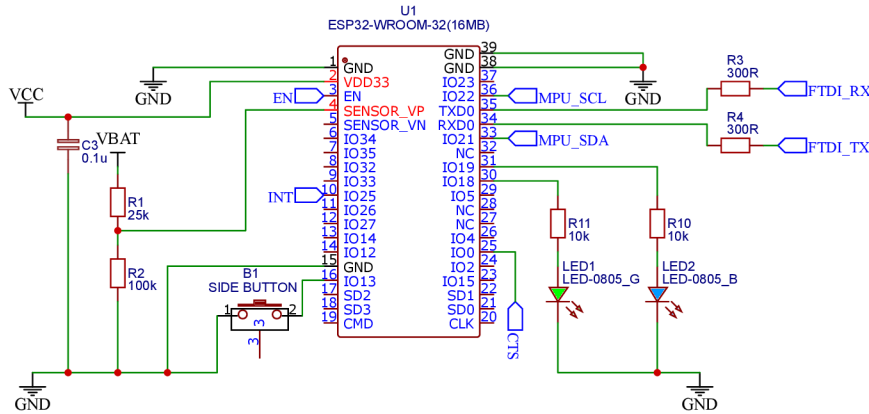 U1
ESP32-WROOM-32(16MB)
1 GND
2 VDD33
3 EN
4 SENSOR_VP
5 SENSOR_VN
6 IO34
7 IO35
8 IO32
9 IO33
10 IO25
11 IO26
12 IO27
13 IO14
14 IO12
15 GND
16 IO13
17 SD2
18 SD3
19 CMD
GND 39
GND 38
IO23 37
IO22 36
TXD0 35
RXD0 34
IO21 33
NC 32
IO19 31
IO18 30
IO5 29
NC 28
NC 27
IO4 26
IO0 25
IO2 24
IO15 23
SD1 22
SD0 21
CLK 20
GND
VCC
EN
C3
0.1u
VBAT
R1
25k
R2
100k
INT
B1
SIDE BUTTON
1
2
3
3
GND
MPU_SCL
MPU_SDA
GND
R3
300R
FTDI_RX
R4
300R
FTDI_TX
R11
10k
R10
10k
LED1
LED-0805_G
LED2
LED-0805_B
CTS
GND